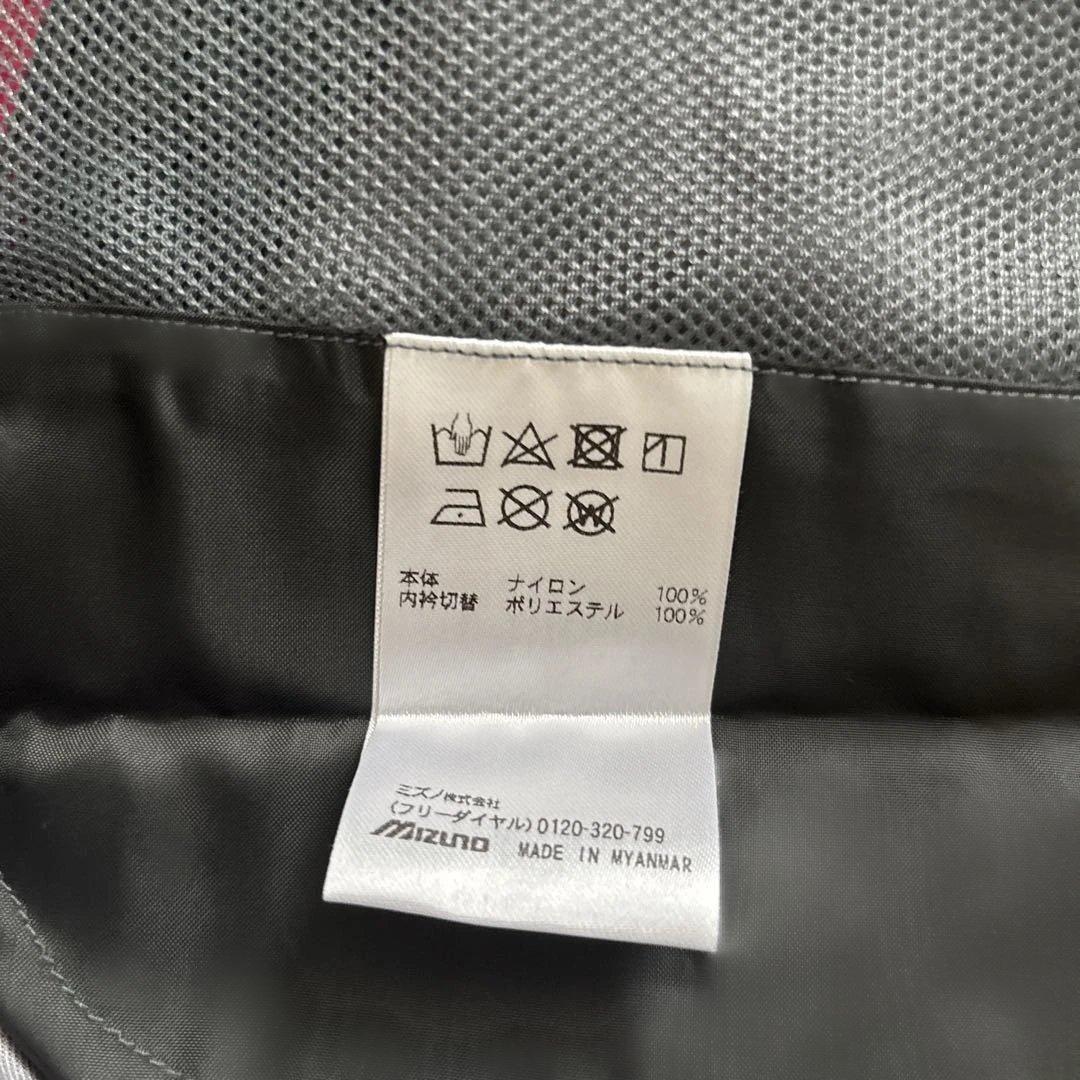 本体 ナイロン 100%
内衿切替 ポリエステル 100%
ミズノ株式会社
(フリーダイヤル)0120-320-799
MIZUNO MADE IN MYANMAR